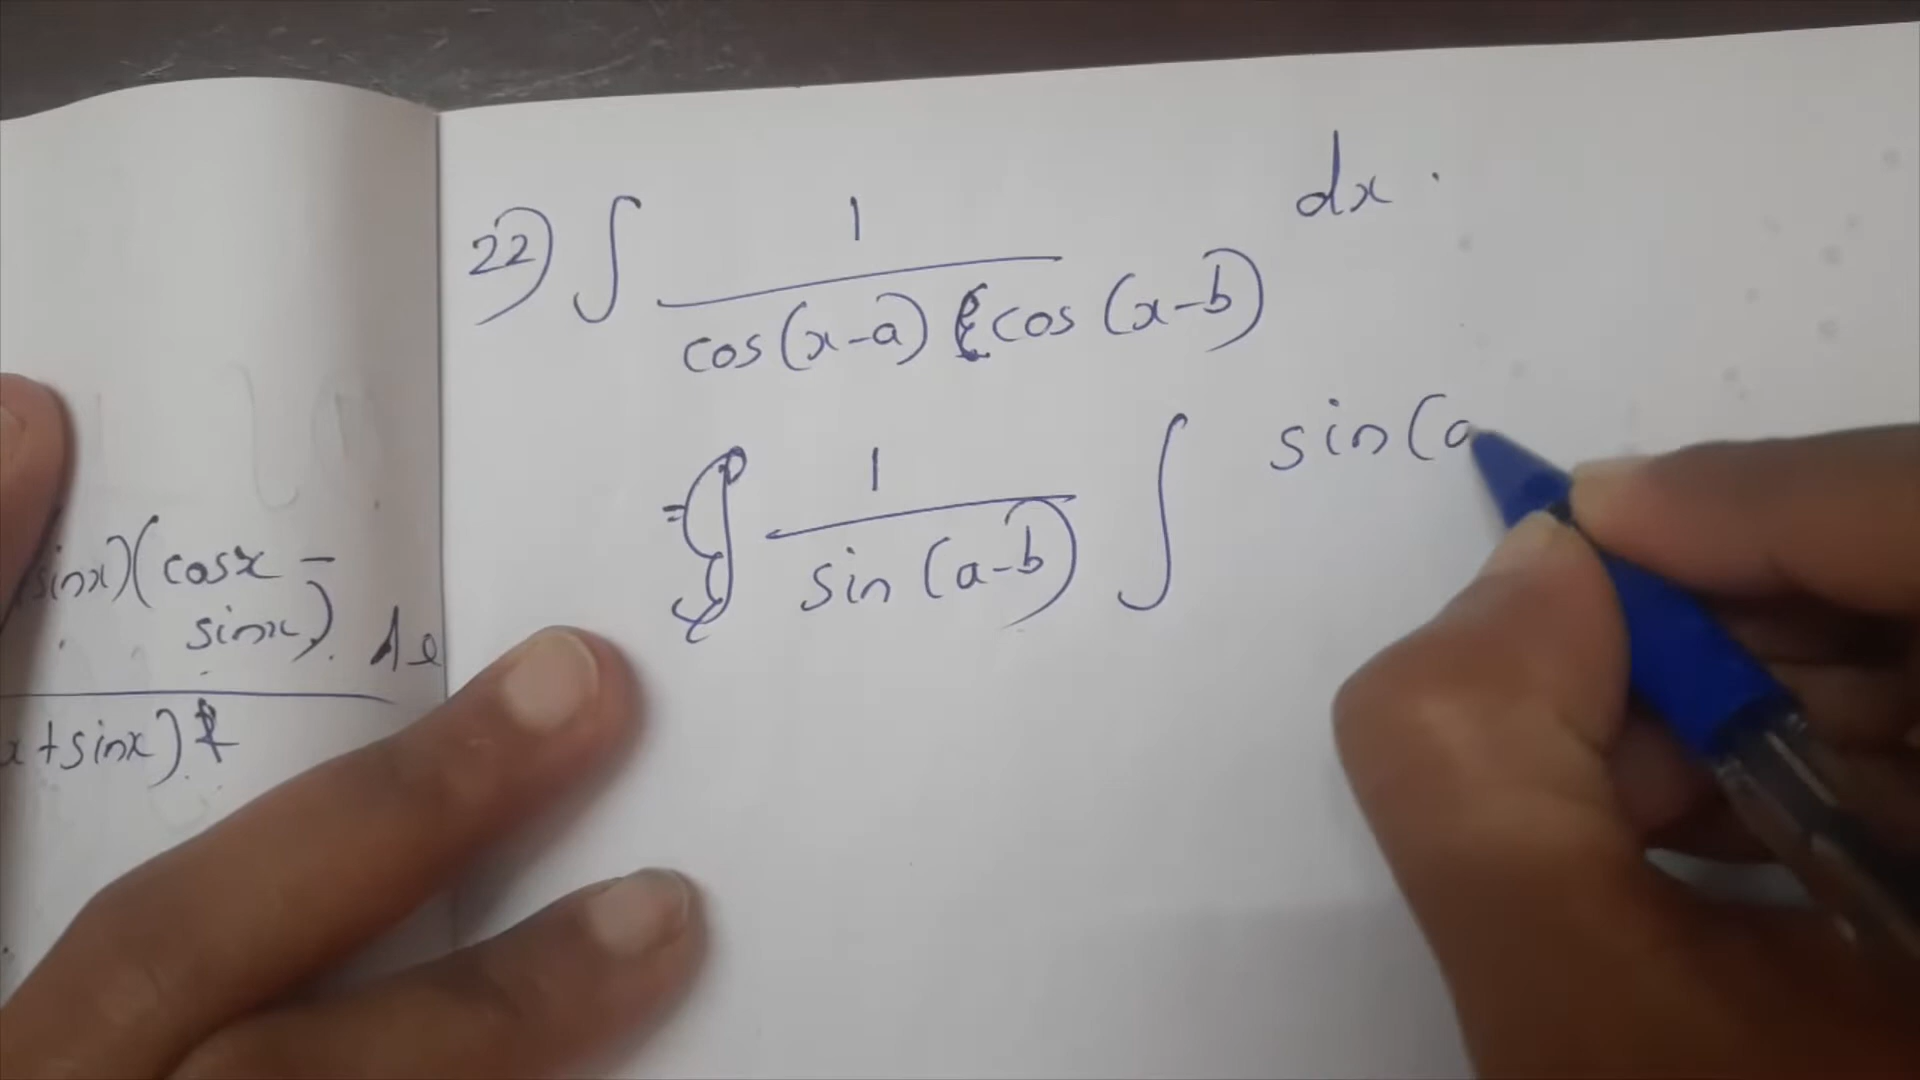 sinx)(cosx -
sinx)
x+sinx)
22) ∫ 1 dx.
cos(x-a) cos(x-b)
= 1 ∫ sin(a
sin(a-b)